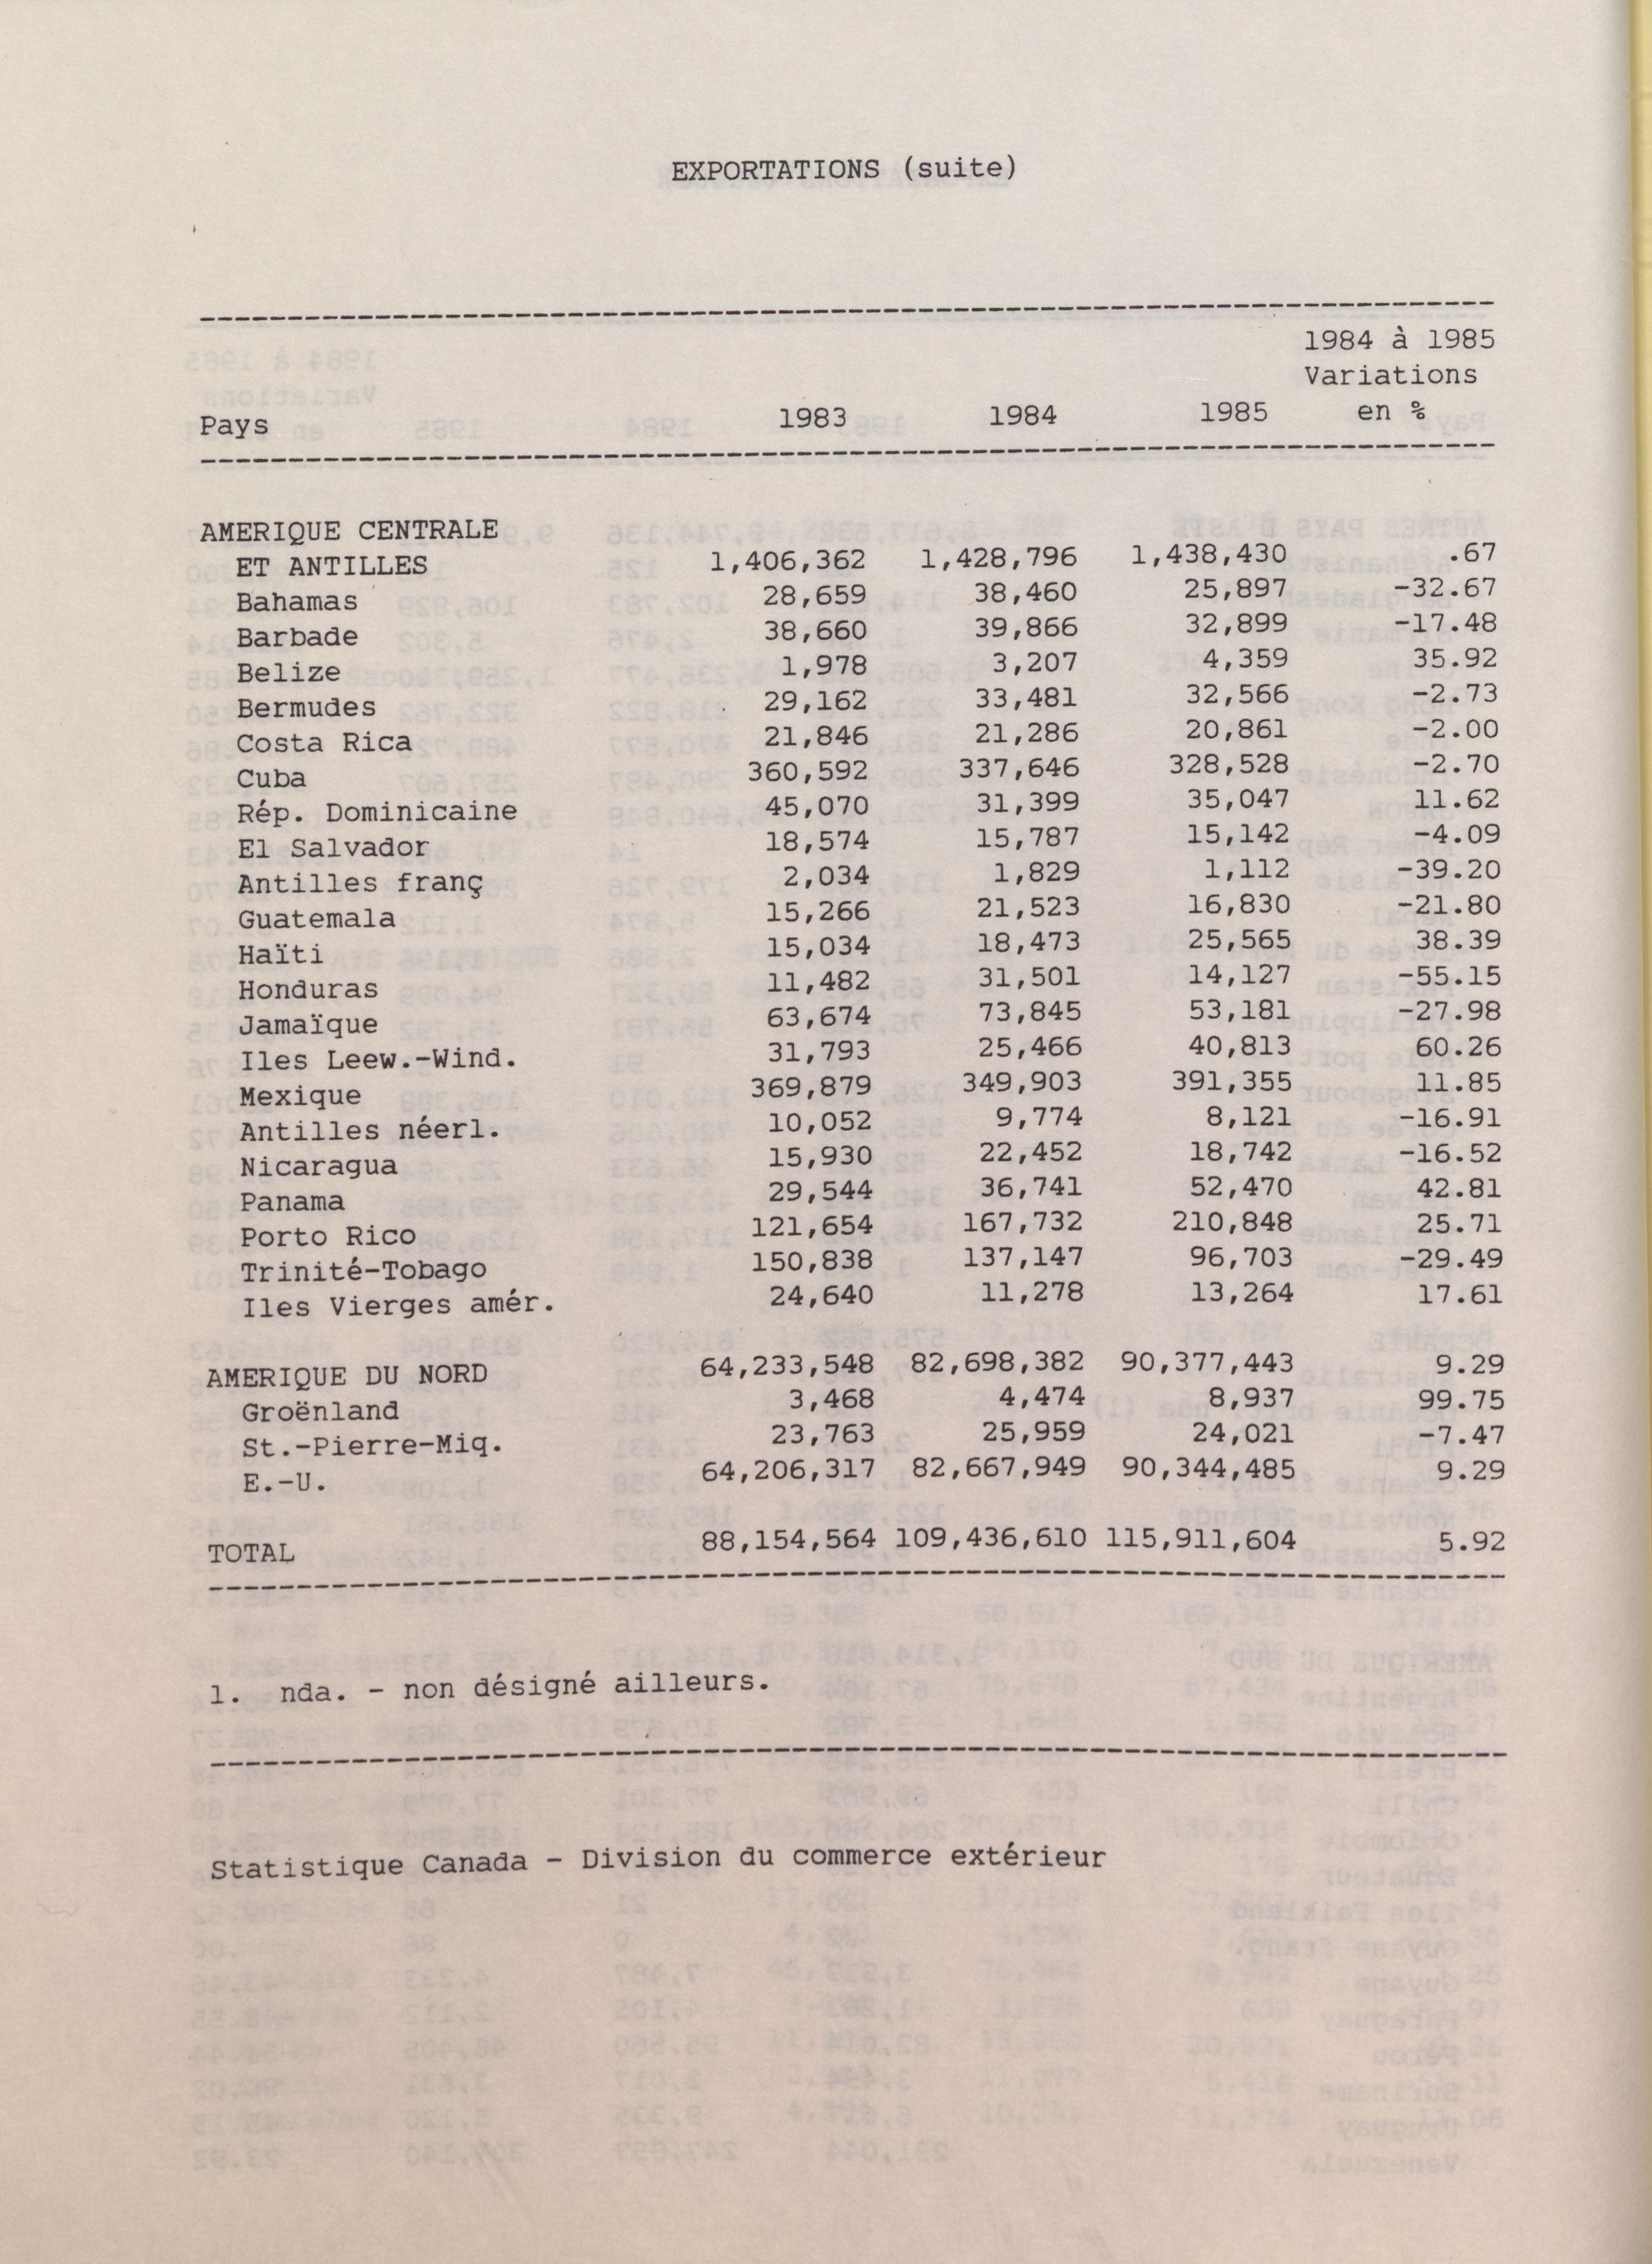 EXPORTATIONS (suite)
1984 à 1985
Variations
Pays 1983 1984 1985 en %
AMERIQUE CENTRALE
ET ANTILLES 1,406,362 1,428,796 1,438,430 .67
Bahamas 28,659 38,460 25,897 -32.67
Barbade 38,660 39,866 32,899 -17.48
Belize 1,978 3,207 4,359 35.92
Bermudes 29,162 33,481 32,566 -2.73
Costa Rica 21,846 21,286 20,861 -2.00
Cuba 360,592 337,646 328,528 -2.70
Rép. Dominicaine 45,070 31,399 35,047 11.62
El Salvador 18,574 15,787 15,142 -4.09
Antilles franç 2,034 1,829 1,112 -39.20
Guatemala 15,266 21,523 16,830 -21.80
Haïti 15,034 18,473 25,565 38.39
Honduras 11,482 31,501 14,127 -55.15
Jamaïque 63,674 73,845 53,181 -27.98
Iles Leew.-Wind. 31,793 25,466 40,813 60.26
Mexique 369,879 349,903 391,355 11.85
Antilles néerl. 10,052 9,774 8,121 -16.91
Nicaragua 15,930 22,452 18,742 -16.52
Panama 29,544 36,741 52,470 42.81
Porto Rico 121,654 167,732 210,848 25.71
Trinité-Tobago 150,838 137,147 96,703 -29.49
Iles Vierges amér. 24,640 11,278 13,264 17.61
AMERIQUE DU NORD 64,233,548 82,698,382 90,377,443 9.29
Groënland 3,468 4,474 8,937 99.75
St.-Pierre-Miq. 23,763 25,959 24,021 -7.47
E.-U. 64,206,317 82,667,949 90,344,485 9.29
TOTAL 88,154,564 109,436,610 115,911,604 5.92
1. nda. - non désigné ailleurs.
Statistique Canada - Division du commerce extérieur